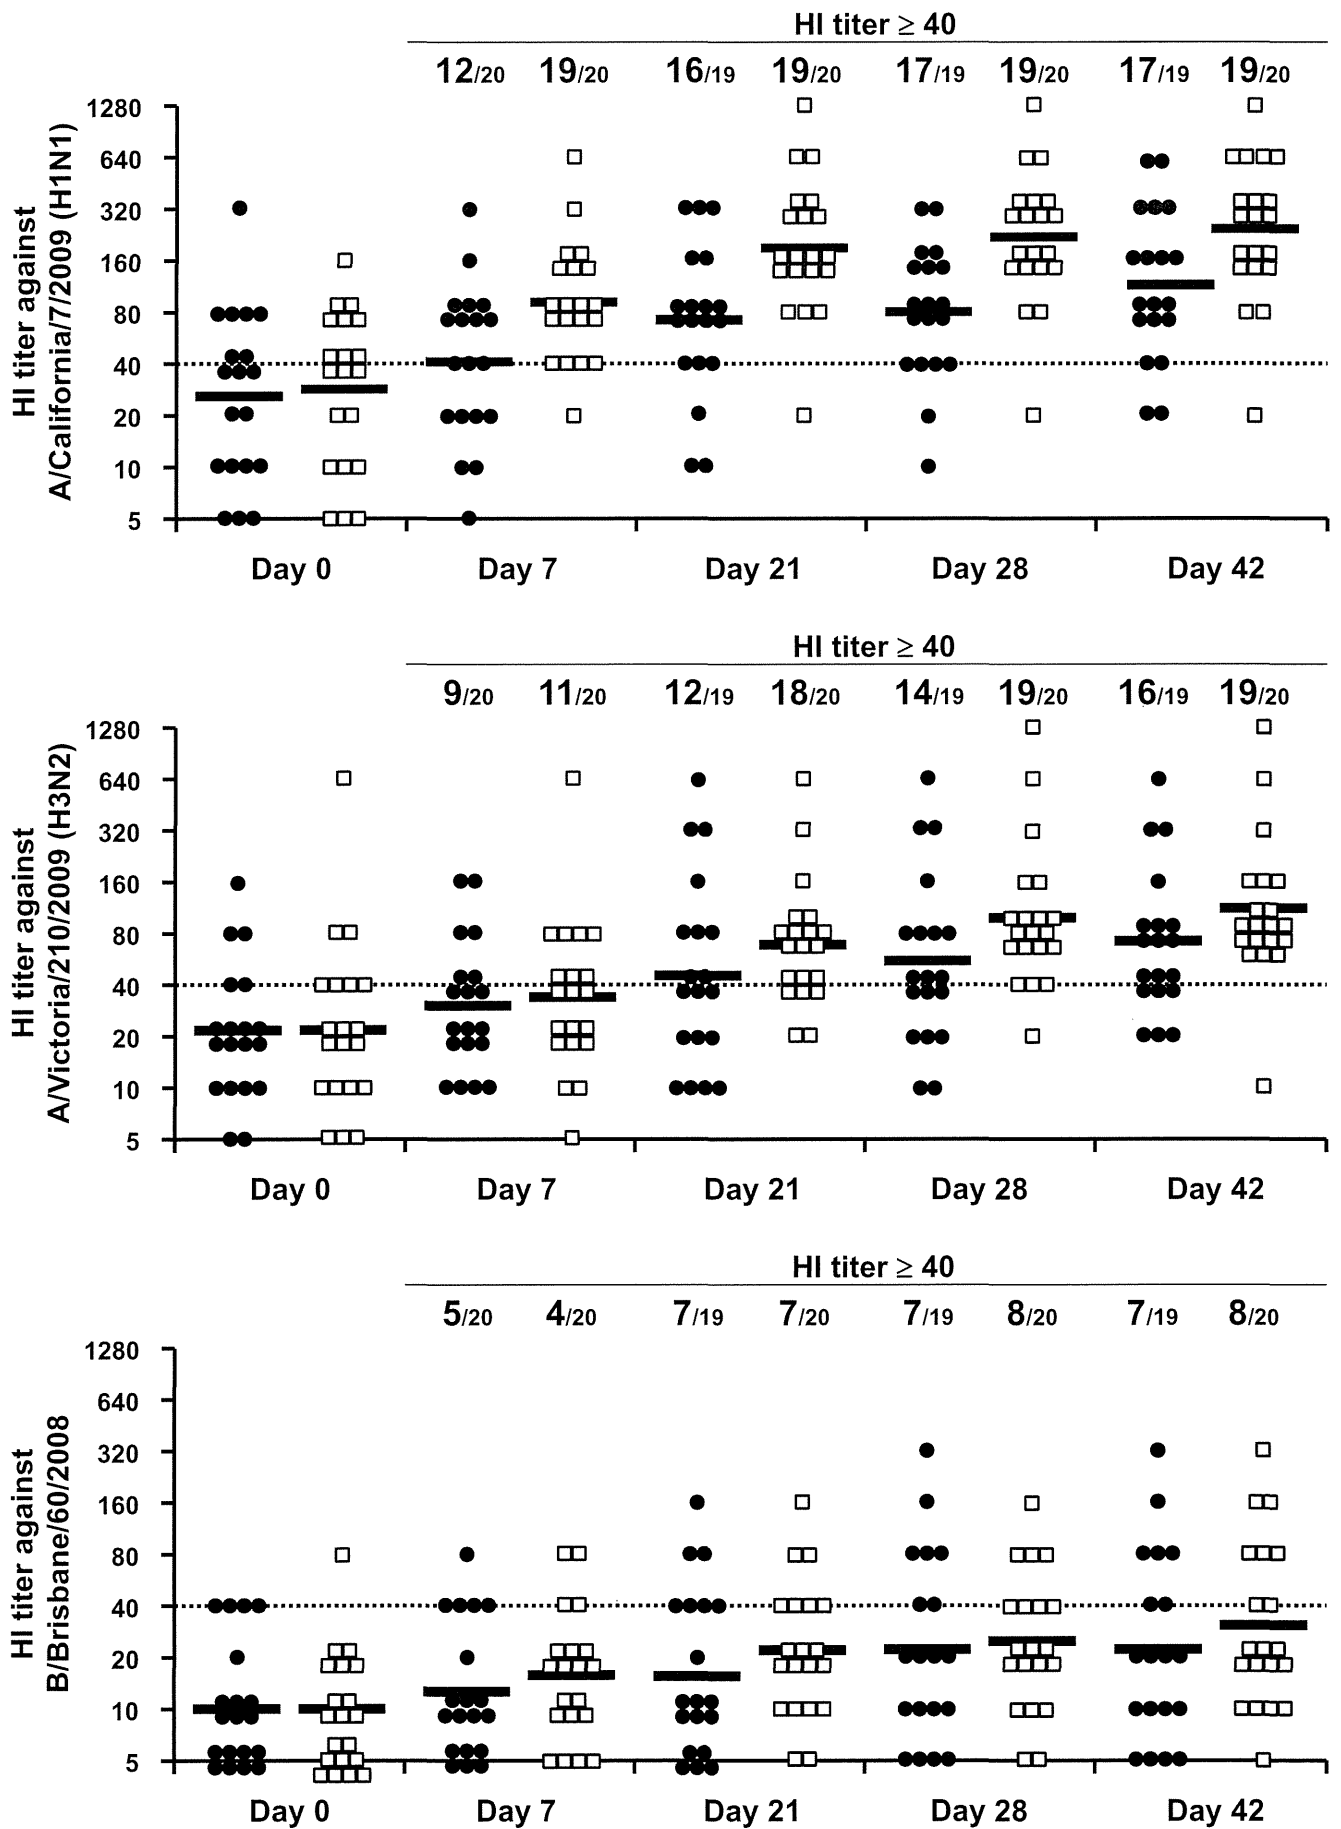 HI titer ≥ 40
12/20 19/20 16/19 19/20 17/19 19/20 17/19 19/20
HI titer against
A/California/7/2009 (H1N1)
1280
640
320
160
80
40
20
10
5
Day 0 Day 7 Day 21 Day 28 Day 42
HI titer ≥ 40
9/20 11/20 12/19 18/20 14/19 19/20 16/19 19/20
HI titer against
A/Victoria/210/2009 (H3N2)
1280
640
320
160
80
40
20
10
5
Day 0 Day 7 Day 21 Day 28 Day 42
HI titer ≥ 40
5/20 4/20 7/19 7/20 7/19 8/20 7/19 8/20
HI titer against
B/Brisbane/60/2008
1280
640
320
160
80
40
20
10
5
Day 0 Day 7 Day 21 Day 28 Day 42